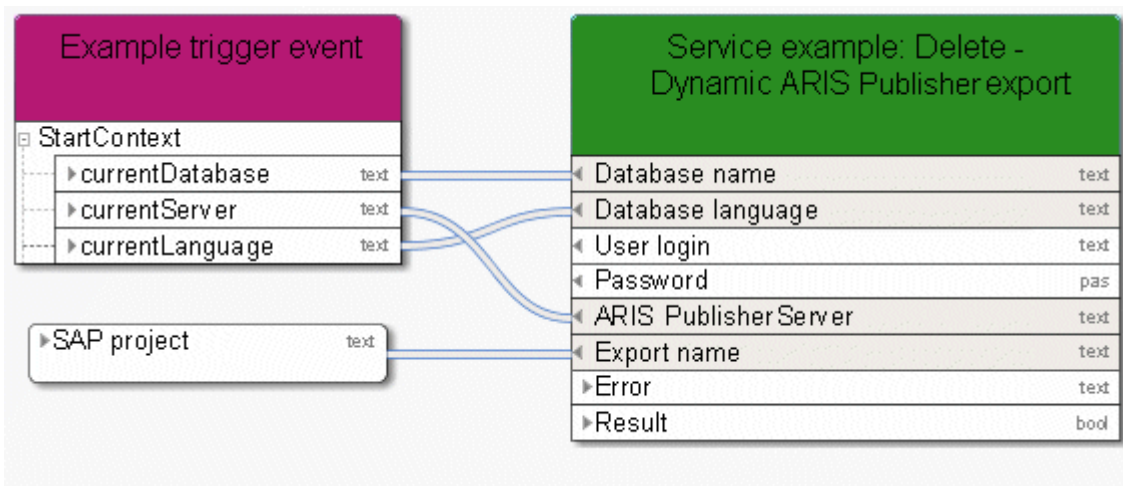 Example trigger event
StartContext
currentDatabase text
currentServer text
currentLanguage text
SAP project text
Service example: Delete -
Dynamic ARIS Publisher export
Database name text
Database language text
User login text
Password pas
ARIS Publisher Server text
Export name text
Error text
Result bool